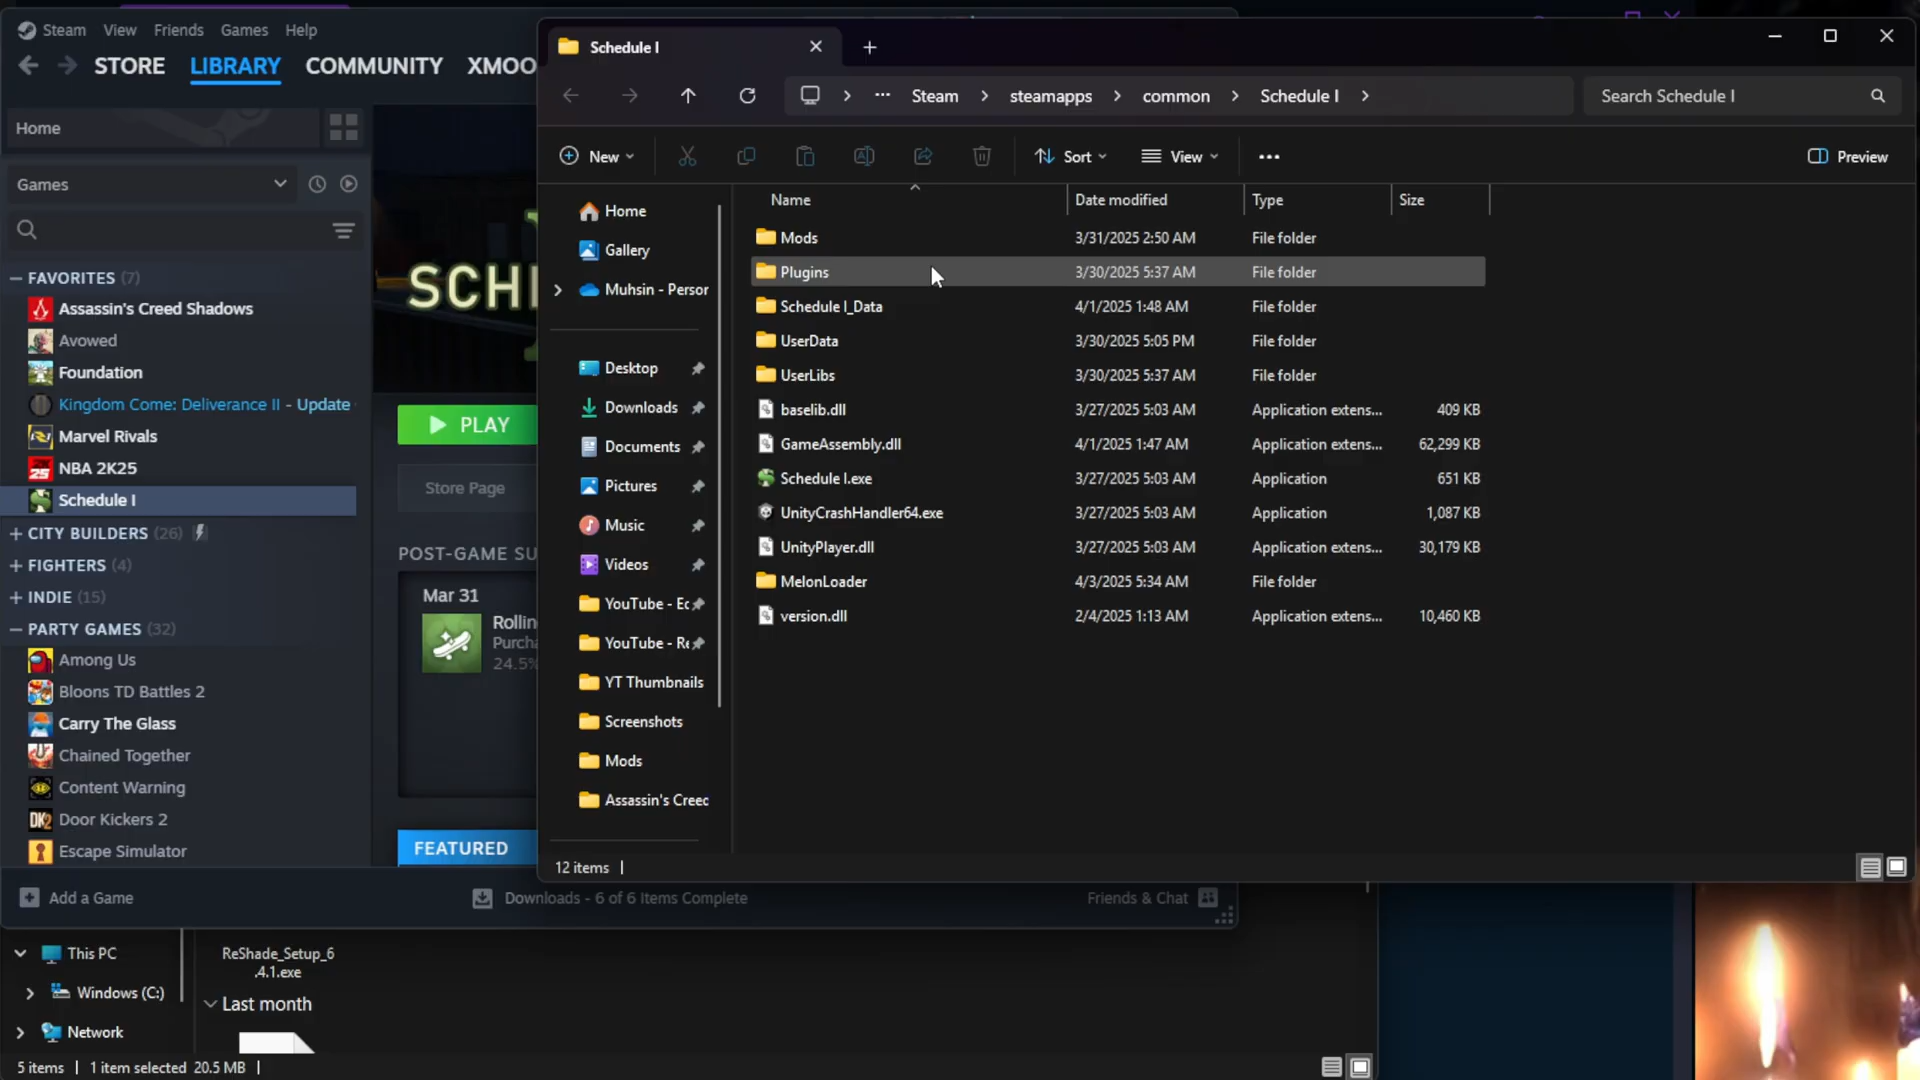 Steam View Friends Games Help
STORE LIBRARY COMMUNITY XMOO
Home
Games
FAVORITES (7)
Assassin's Creed Shadows
Avowed
Foundation
Kingdom Come: Deliverance II - Update
Marvel Rivals
NBA 2K25
Schedule I
CITY BUILDERS (26)
FIGHTERS (4)
INDIE (15)
PARTY GAMES (32)
Among Us
Bloons TD Battles 2
Carry The Glass
Chained Together
Content Warning
Door Kickers 2
Escape Simulator
Add a Game
SCH
PLAY
Store Page
POST-GAME SU
Mar 31
Rollin
Purcha
24.5%
FEATURED
Downloads - 6 of 6 Items Complete
Friends & Chat
Schedule I
Steam steamapps common Schedule I
Search Schedule I
New Sort View Preview
Home
Gallery
Muhsin - Persor
Desktop
Downloads
Documents
Pictures
Music
Videos
YouTube - Ec
YouTube - Re
YT Thumbnails
Screenshots
Mods
Assassin's Creed
Name Date modified Type Size
Mods 3/31/2025 2:50 AM File folder
Plugins 3/30/2025 5:37 AM File folder
Schedule I_Data 4/1/2025 1:48 AM File folder
UserData 3/30/2025 5:05 PM File folder
UserLibs 3/30/2025 5:37 AM File folder
baselib.dll 3/27/2025 5:03 AM Application extens... 409 KB
GameAssembly.dll 4/1/2025 1:47 AM Application extens... 62,299 KB
Schedule I.exe 3/27/2025 5:03 AM Application 651 KB
UnityCrashHandler64.exe 3/27/2025 5:03 AM Application 1,087 KB
UnityPlayer.dll 3/27/2025 5:03 AM Application extens... 30,179 KB
MelonLoader 4/3/2025 5:34 AM File folder
version.dll 2/4/2025 1:13 AM Application extens... 10,460 KB
12 items
This PC
Windows (C:)
Network
ReShade_Setup_6
.4.1.exe
Last month
5 items 1 item selected 20.5 MB